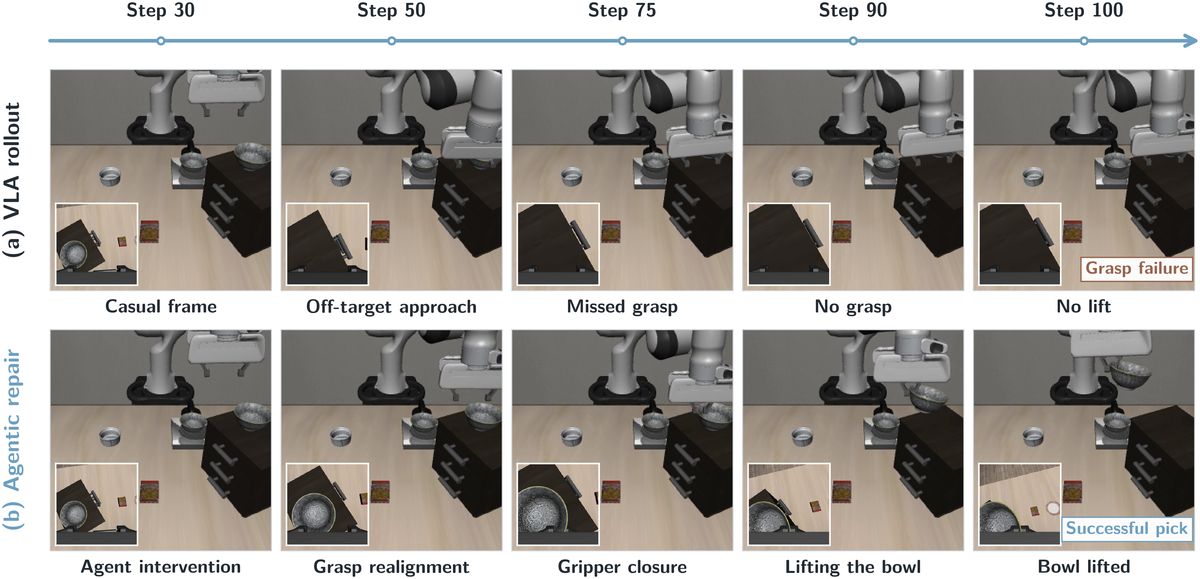 Step 30
Step 50
Step 75
Step 90
Step 100
(a) VLA rollout
Grasp failure
Casual frame
Off-target approach
Missed grasp
No grasp
No lift
(b) Agentic repair
Successful pick
Agent intervention
Grasp realignment
Gripper closure
Lifting the bowl
Bowl lifted